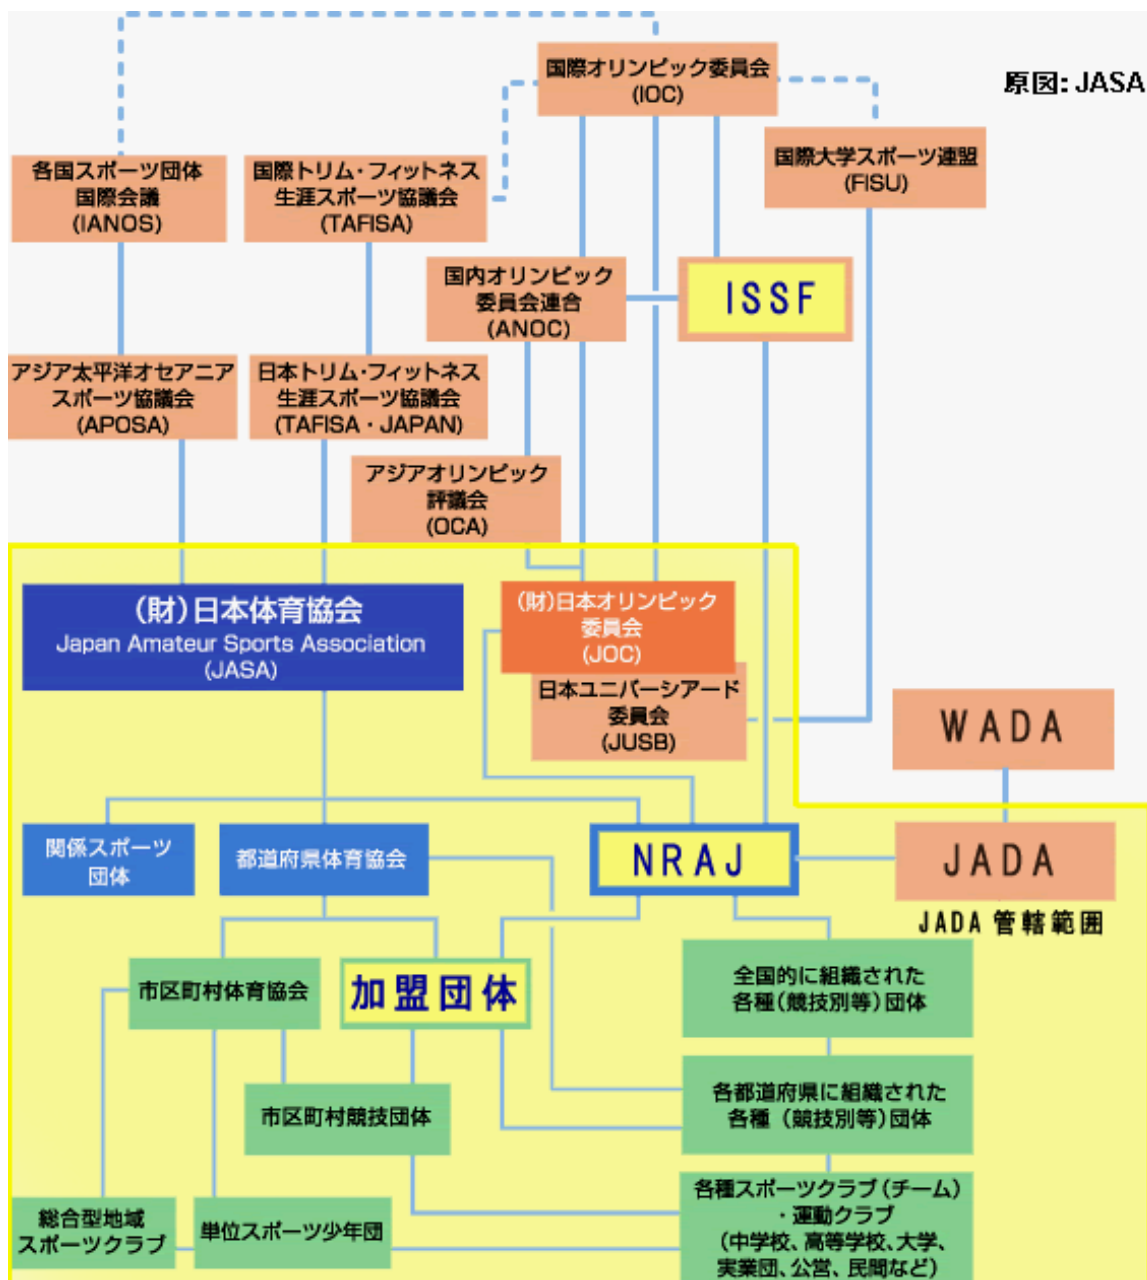 国際オリンピック委員会
(IOC)
原図: JASA
各国スポーツ団体
国際会議
(IANOS)
国際トリム・フィットネス
生涯スポーツ協議会
(TAFISA)
国際大学スポーツ連盟
(FISU)
国内オリンピック
委員会連合
(ANOC)
ISSF
アジア太平洋オセアニア
スポーツ協議会
(APOSA)
日本トリム・フィットネス
生涯スポーツ協議会
(TAFISA・JAPAN)
アジアオリンピック
評議会
(OCA)
(財)日本体育協会
Japan Amateur Sports Association
(JASA)
(財)日本オリンピック
委員会
(JOC)
日本ユニバーシアード
委員会
(JUSB)
WADA
関係スポーツ
団体
都道府県体育協会
NRAJ
JADA
JADA 管轄範囲
市区町村体育協会
加盟団体
全国的に組織された
各種(競技別等)団体
市区町村競技団体
各都道府県に組織された
各種(競技別等)団体
総合型地域
スポーツクラブ
単位スポーツ少年団
各種スポーツクラブ(チーム)
・運動クラブ
(中学校、高等学校、大学、
実業団、公営、民間など)